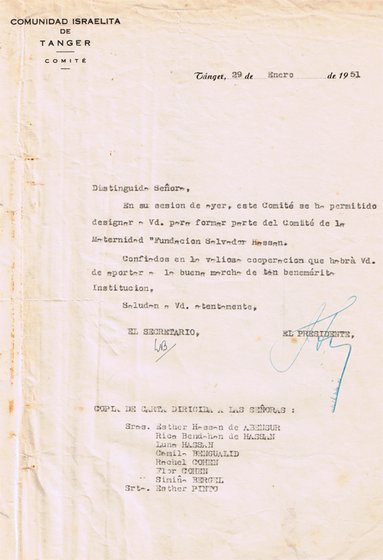 COMUNIDAD ISRAELITA
DE
TANGER
COMITÉ
Tánger, 29 de Enero de 1951
Distinguida Señora,
En su sesion de ayer, este Comité se ha permitido
designar a Vd. para formar parte del Comité de la
Maternidad "Fundacion Salvador Hassan.
Confiados en la valiosa cooperacion que habrá Vd.
de aportar a la buena marcha de tan benemérita
Institucion,
Saludan a Vd. atentamente,
EL SECRETARIO, EL PRESIDENTE,
COPIA DE CARTA DIRIGIDA A LAS SEÑORAS :
Sras. Esther Hassan de ABENSUR
Rica Bendahan de HASSAN
Luna HASSAN
Camila BENGUALID
Rachel COHEN
Flor COHEN
Simiña BERGEL
Srta. Esther PINTO